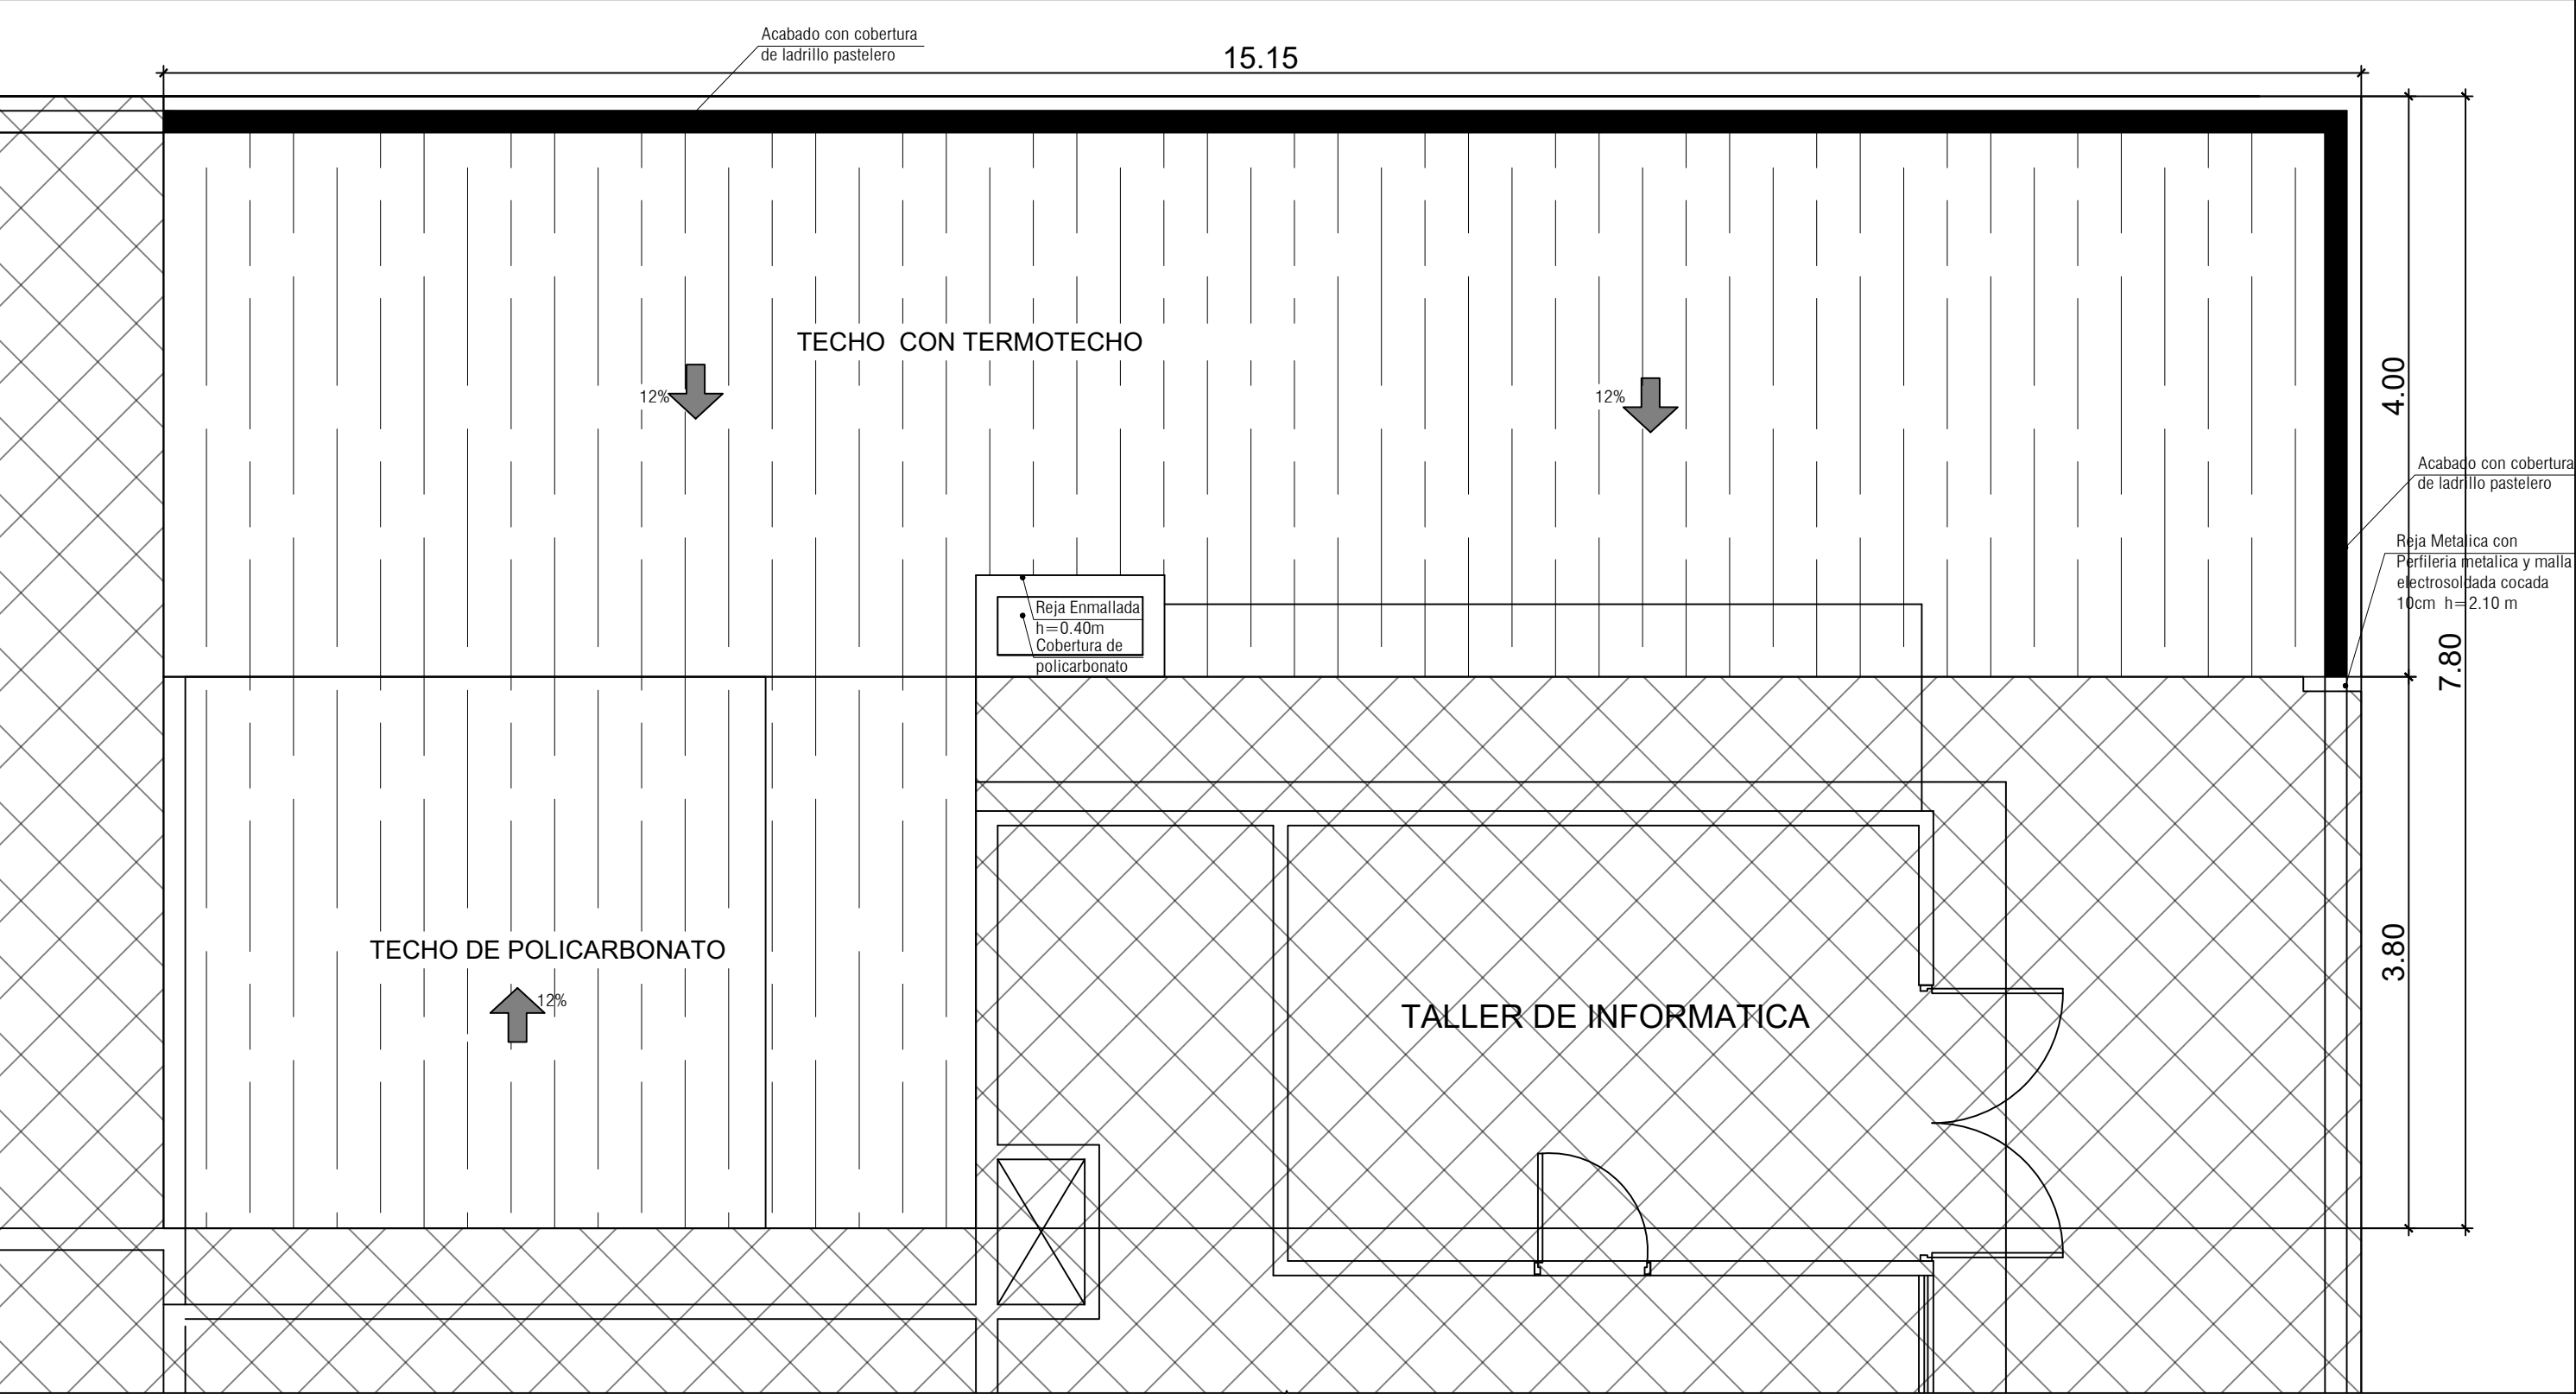 Acabado con cobertura
de ladrillo pastelero
15.15
TECHO CON TERMOTECHO
12%
12%
4.00
Acabado con cobertura
de ladrillo pastelero
Reja Metalica con
Perfileria metalica y malla
electrosoldada cocada
10cm h=2.10 m
Reja Enmallada
h=0.40m
Cobertura de
policarbonato
7.80
TECHO DE POLICARBONATO
12%
3.80
TALLER DE INFORMATICA